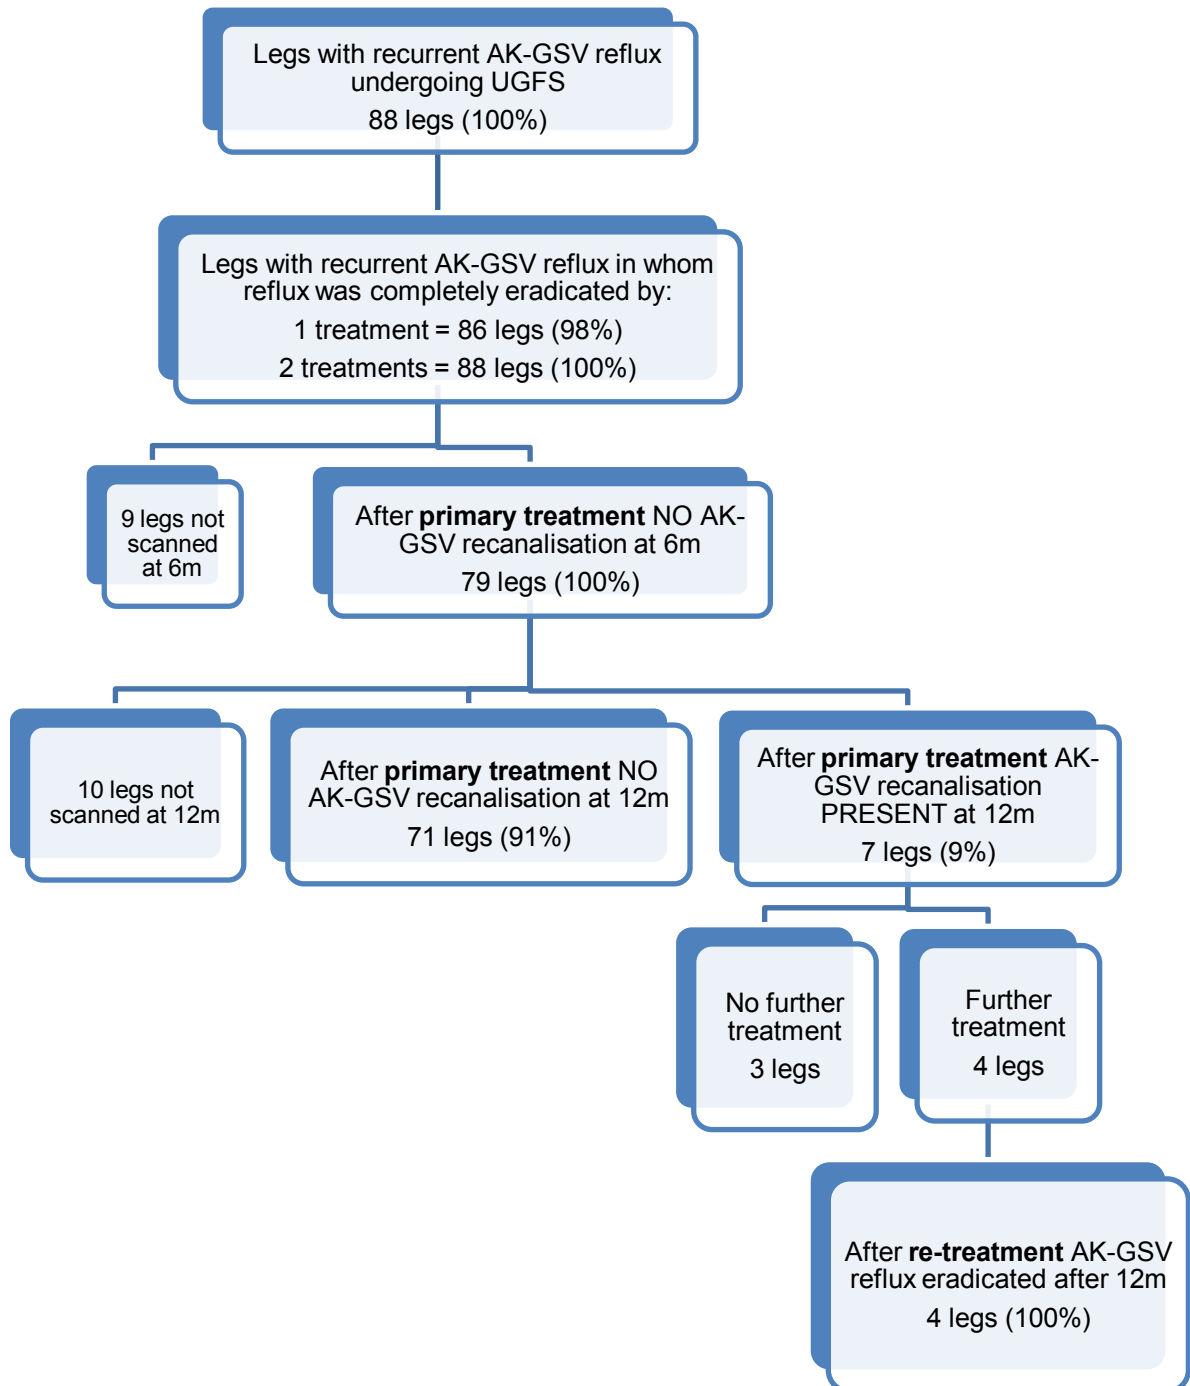 Legs with recurrent AK-GSV reflux
undergoing UGFS
88 legs (100%)
Legs with recurrent AK-GSV reflux in whom
reflux was completely eradicated by:
1 treatment = 86 legs (98%)
2 treatments = 88 legs (100%)
9 legs not
scanned
at 6m
After primary treatment NO AK-
GSV recanalisation at 6m
79 legs (100%)
10 legs not
scanned at 12m
After primary treatment NO
AK-GSV recanalisation at 12m
71 legs (91%)
After primary treatment AK-
GSV recanalisation
PRESENT at 12m
7 legs (9%)
No further
treatment
3 legs
Further
treatment
4 legs
After re-treatment AK-GSV
reflux eradicated after 12m
4 legs (100%)